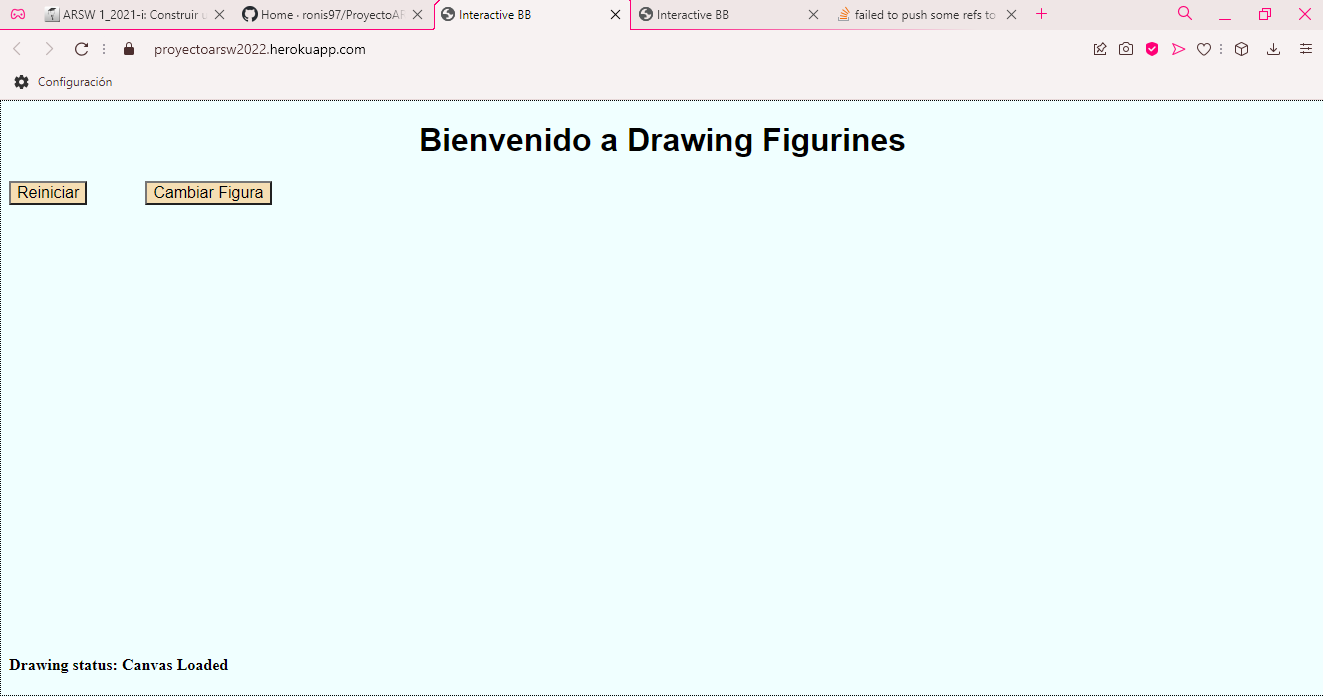 ARSW 1_2021-i: Construir
Home · ronis97/ProyectoAR
Interactive BB
Interactive BB
failed to push some refs to
proyectoarsw2022.herokuapp.com
Configuración
Bienvenido a Drawing Figurines
Reiniciar
Cambiar Figura
Drawing status: Canvas Loaded